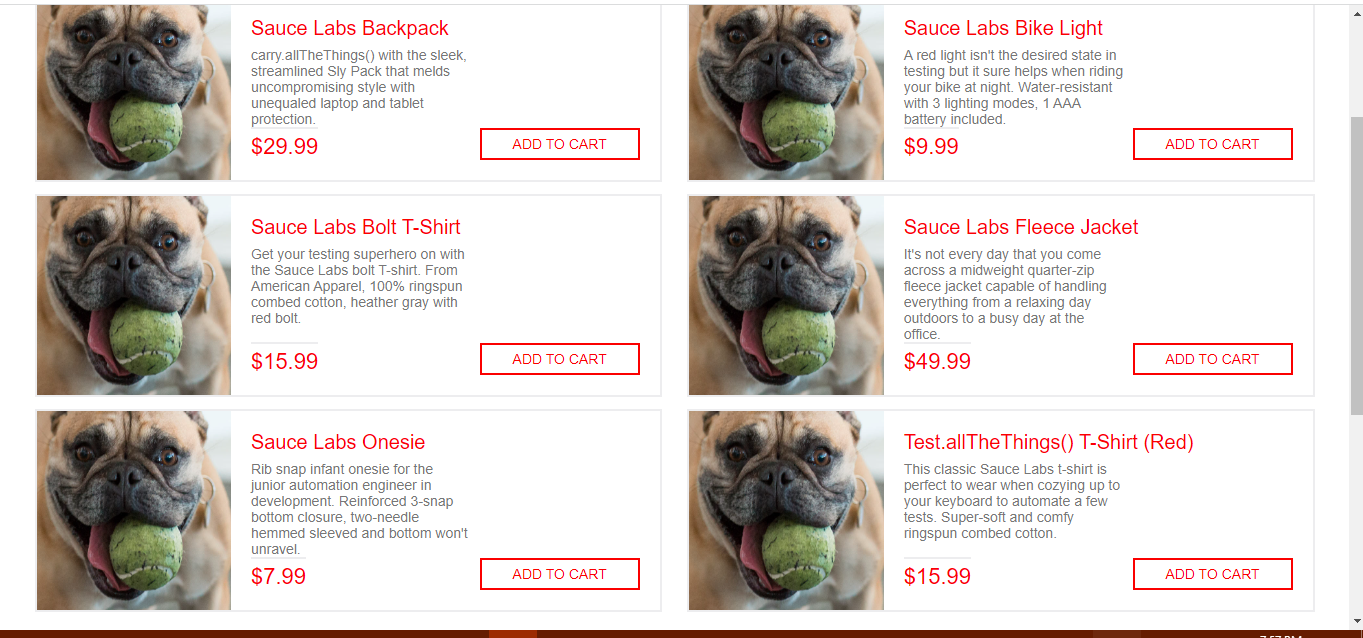 Sauce Labs Backpack
carry.allTheThings() with the sleek,
streamlined Sly Pack that melds
uncompromising style with
unequaled laptop and tablet
protection.
$29.99
ADD TO CART
Sauce Labs Bike Light
A red light isn't the desired state in
testing but it sure helps when riding
your bike at night. Water-resistant
with 3 lighting modes, 1 AAA
battery included.
$9.99
ADD TO CART
Sauce Labs Bolt T-Shirt
Get your testing superhero on with
the Sauce Labs bolt T-shirt. From
American Apparel, 100% ringspun
combed cotton, heather gray with
red bolt.
$15.99
ADD TO CART
Sauce Labs Fleece Jacket
It's not every day that you come
across a midweight quarter-zip
fleece jacket capable of handling
everything from a relaxing day
outdoors to a busy day at the
office.
$49.99
ADD TO CART
Sauce Labs Onesie
Rib snap infant onesie for the
junior automation engineer in
development. Reinforced 3-snap
bottom closure, two-needle
hemmed sleeved and bottom won't
unravel.
$7.99
ADD TO CART
Test.allTheThings() T-Shirt (Red)
This classic Sauce Labs t-shirt is
perfect to wear when cozying up to
your keyboard to automate a few
tests. Super-soft and comfy
ringspun combed cotton.
$15.99
ADD TO CART